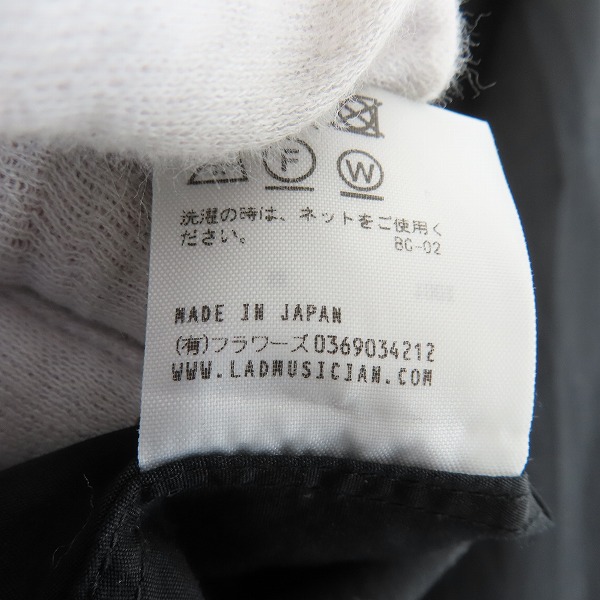 F
W
洗濯の時は、ネットをご使用く
ださい。 BC-02
MADE IN JAPAN
(有)フラワーズ0369034212
WWW.LADMUSICIAN.COM